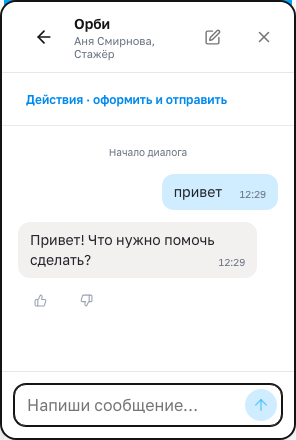 Орби
Аня Смирнова,
Стажёр
Действия · оформить и отправить
Начало диалога
привет 12:29
Привет! Что нужно помочь
сделать? 12:29
Напиши сообщение...